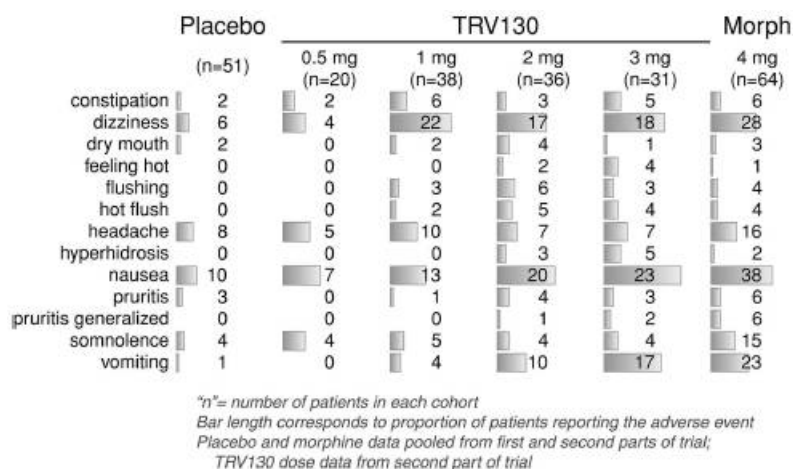 Placebo TRV130 Morph
(n=51) 0.5 mg (n=20) 1 mg (n=38) 2 mg (n=36) 3 mg (n=31) 4 mg (n=64)
constipation 2 2 6 3 5 6
dizziness 6 4 22 17 18 28
dry mouth 2 0 2 4 1 3
feeling hot 0 0 0 2 4 1
flushing 0 0 3 6 3 4
hot flush 0 0 2 5 4 4
headache 8 5 10 7 7 16
hyperhidrosis 0 0 0 3 5 2
nausea 10 7 13 20 23 38
pruritis 3 0 1 4 3 6
pruritis generalized 0 0 0 1 2 6
somnolence 4 4 5 4 4 15
vomiting 1 0 4 10 17 23
"n"= number of patients in each cohort
Bar length corresponds to proportion of patients reporting the adverse event
Placebo and morphine data pooled from first and second parts of trial;
TRV130 dose data from second part of trial